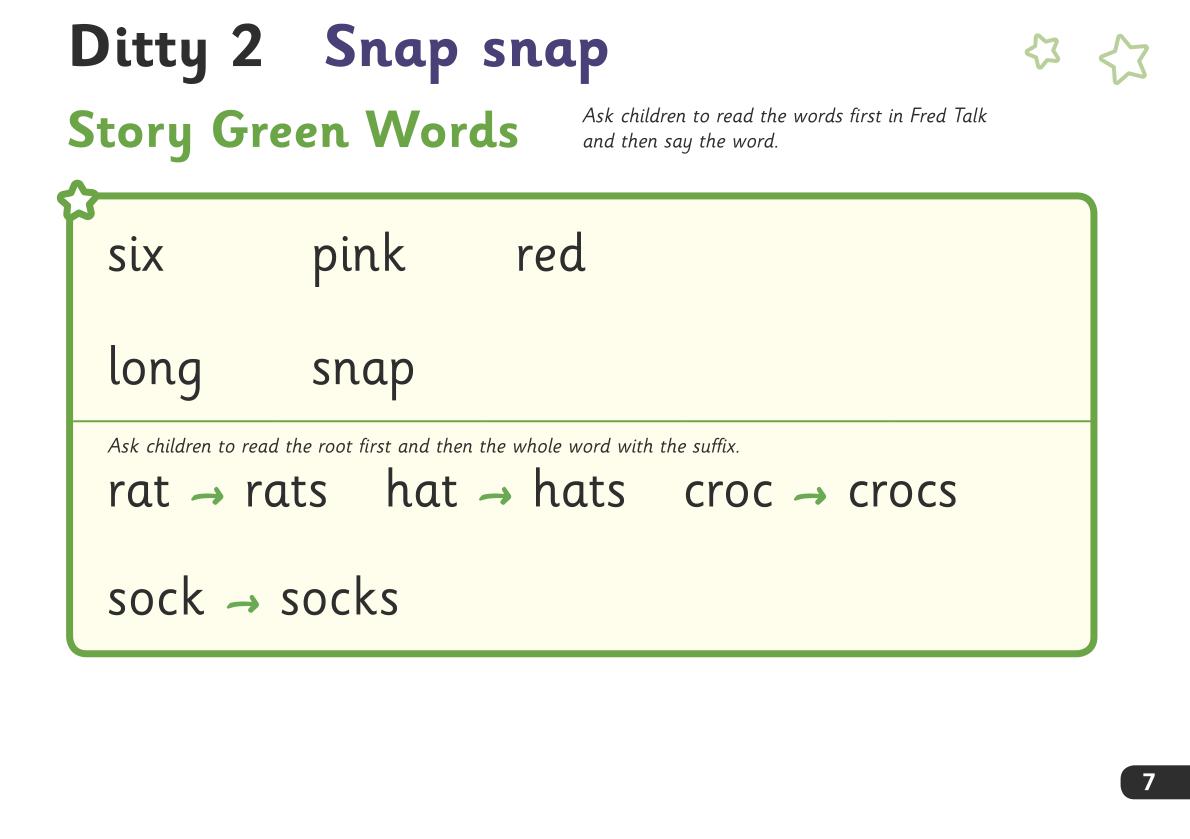 Ditty 2 Snap snap
Story Green Words
Ask children to read the words first in Fred Talk
and then say the word.
six pink red
long snap
Ask children to read the root first and then the whole word with the suffix.
rat → rats hat → hats croc → crocs
sock → socks
7